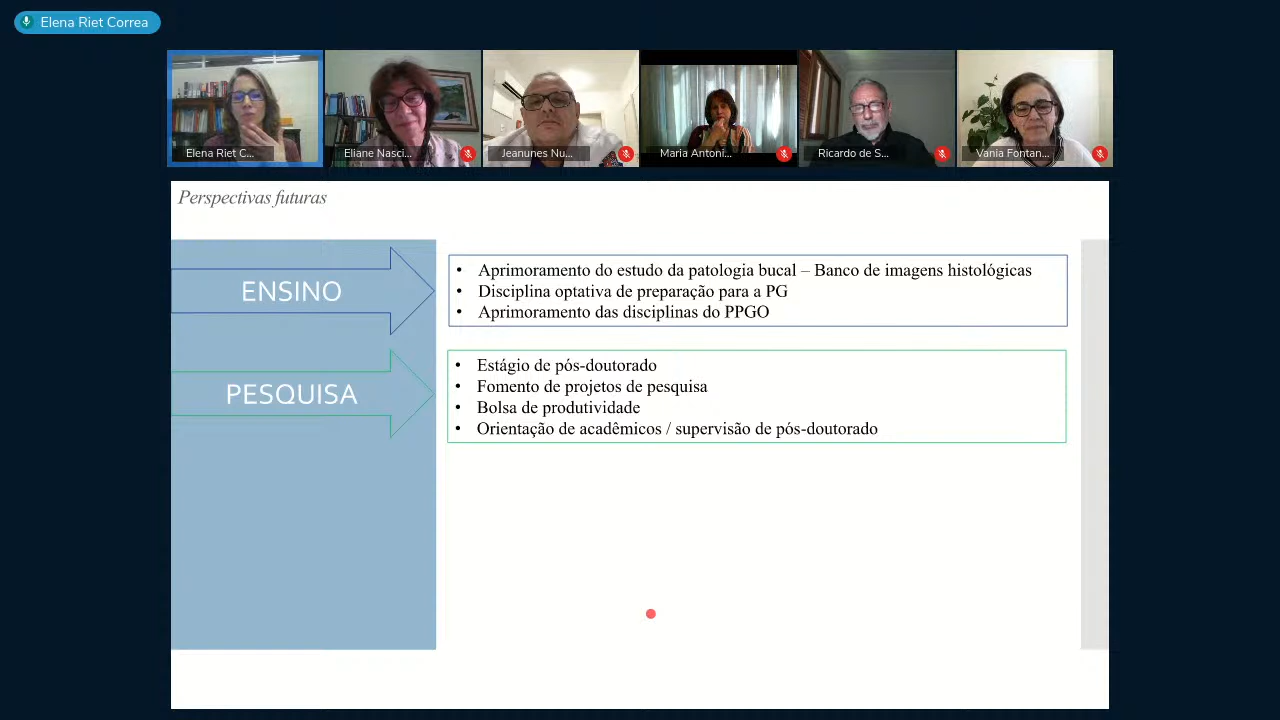 Elena Riet Correa
Elena Riet C...
Eliane Nasci...
Jeanunes Nu...
Maria Antoni...
Ricardo de S...
Vania Fontan...
Perspectivas futuras
ENSINO
• Aprimoramento do estudo da patologia bucal – Banco de imagens histológicas
• Disciplina optativa de preparação para a PG
• Aprimoramento das disciplinas do PPGO
PESQUISA
• Estágio de pós-doutorado
• Fomento de projetos de pesquisa
• Bolsa de produtividade
• Orientação de acadêmicos / supervisão de pós-doutorado